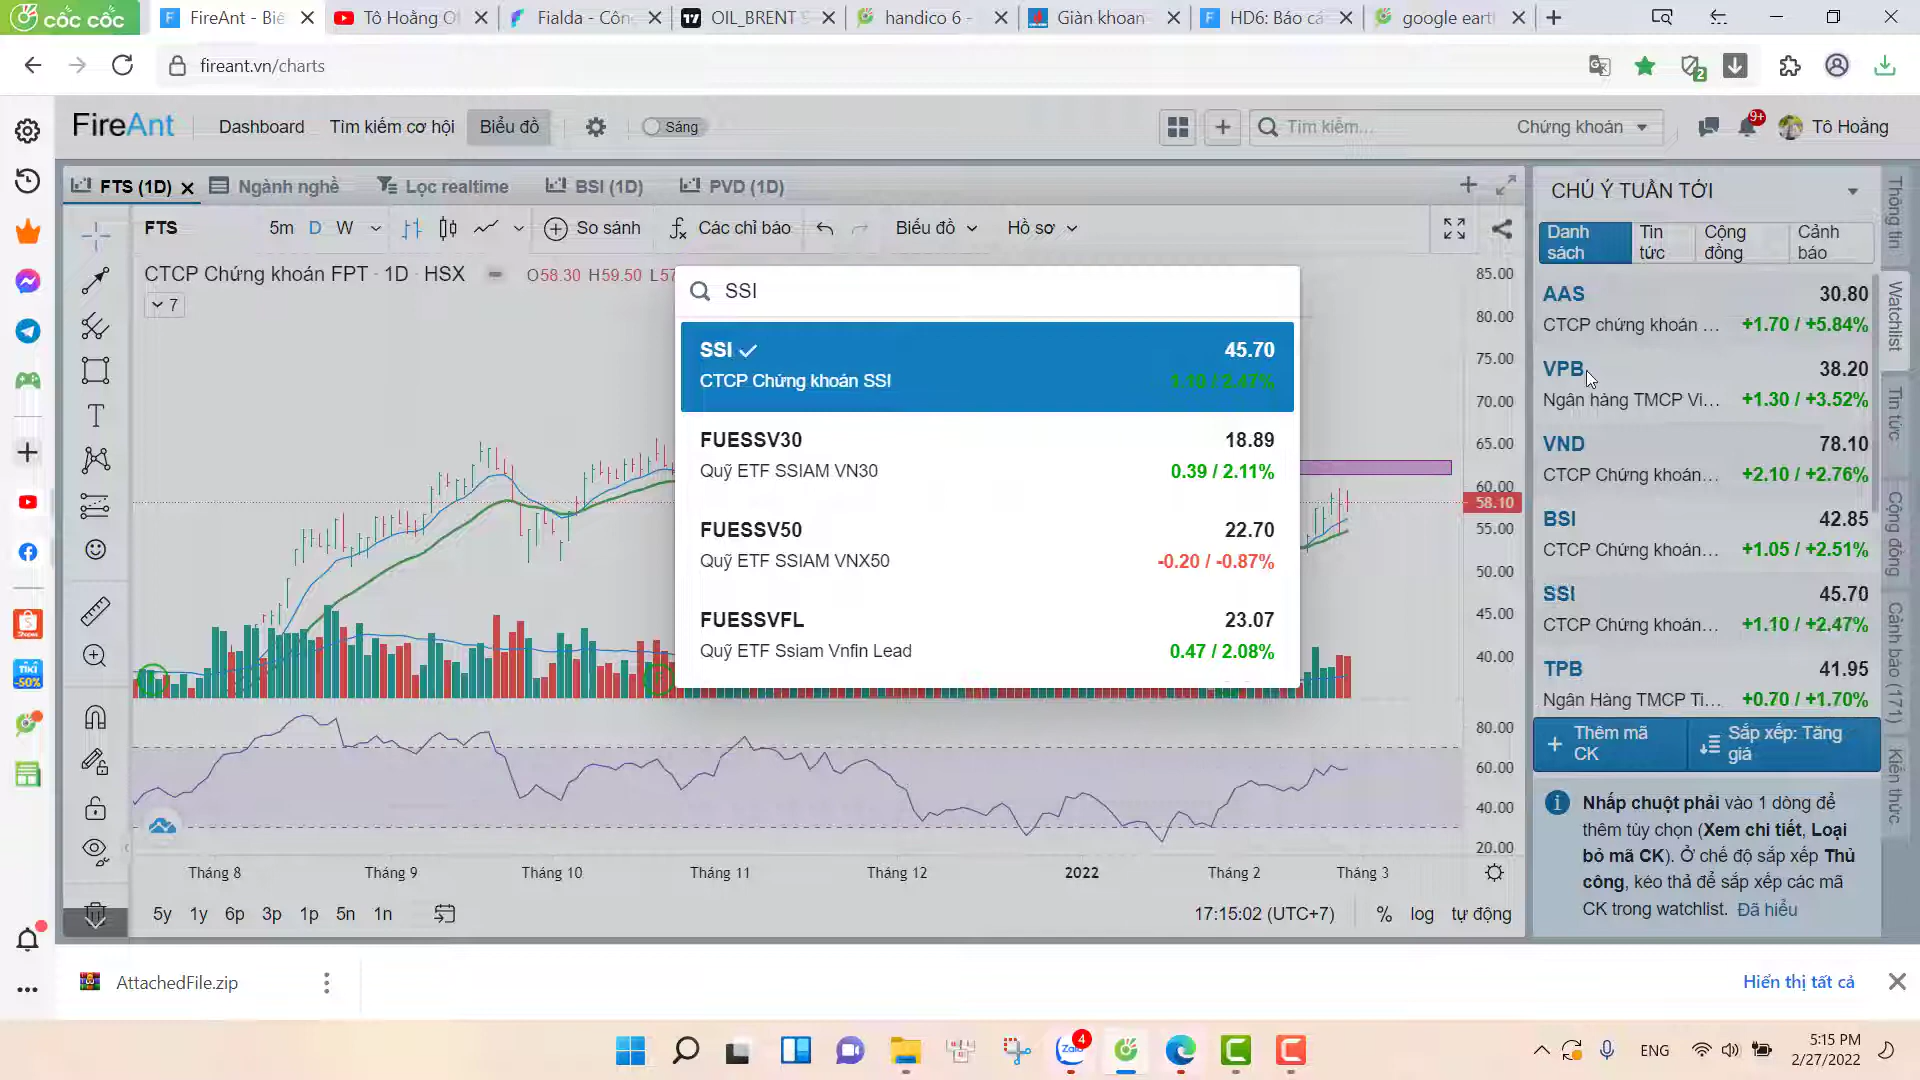 CỐC CỐC
FireAnt - Biể
Tô Hoằng Of
Fialda - Côn
OIL_BRENT S
handico 6 -
Giàn khoan
HD6: Báo cá
google eart
fireant.vn/charts
2
FireAnt
Dashboard
Tìm kiếm cơ hội
Biểu đồ
Sáng
Tìm kiếm...
Chứng khoán
9+
Tô Hoằng
FTS (1D)
Ngành nghề
Lọc realtime
BSI (1D)
PVD (1D)
CHÚ Ý TUẦN TỚI
FTS
5m
D
W
So sánh
Các chỉ báo
Biểu đồ
Hồ sơ
Danh sách
Tin tức
Cộng đồng
Cảnh báo
CTCP Chứng khoán FPT · 1D · HSX
O58.30 H59.50 L57
7
SSI
SSI
45.70
CTCP Chứng khoán SSI
1.10 / 2.47%
FUESSV30
18.89
Quỹ ETF SSIAM VN30
0.39 / 2.11%
FUESSV50
22.70
Quỹ ETF SSIAM VNX50
-0.20 / -0.87%
FUESSVFL
23.07
Quỹ ETF Ssiam Vnfin Lead
0.47 / 2.08%
85.00
80.00
75.00
70.00
65.00
60.00
58.10
55.00
50.00
45.00
40.00
80.00
60.00
40.00
20.00
AAS
30.80
CTCP chứng khoán ...
+1.70 / +5.84%
VPB
38.20
Ngân hàng TMCP Vi...
+1.30 / +3.52%
VND
78.10
CTCP Chứng khoán...
+2.10 / +2.76%
BSI
42.85
CTCP Chứng khoán...
+1.05 / +2.51%
SSI
45.70
CTCP Chứng khoán...
+1.10 / +2.47%
TPB
41.95
Ngân Hàng TMCP Ti...
+0.70 / +1.70%
Thêm mã CK
Sắp xếp: Tăng giá
Nhấp chuột phải vào 1 dòng để
thêm tùy chọn (Xem chi tiết, Loại
bỏ mã CK). Ở chế độ sắp xếp Thủ
công, kéo thả để sắp xếp các mã
CK trong watchlist. Đã hiểu
Thông tin
Watchlist
Tin tức
Cộng đồng
Cảnh báo (171)
Kiến thức
Tháng 8
Tháng 9
Tháng 10
Tháng 11
Tháng 12
2022
Tháng 2
Tháng 3
5y
1y
6p
3p
1p
5n
1n
17:15:02 (UTC+7)
%
log
tự động
Shopee
TIKI
-50%
AttachedFile.zip
Hiển thị tất cả
Zalo
4
ENG
5:15 PM
2/27/2022